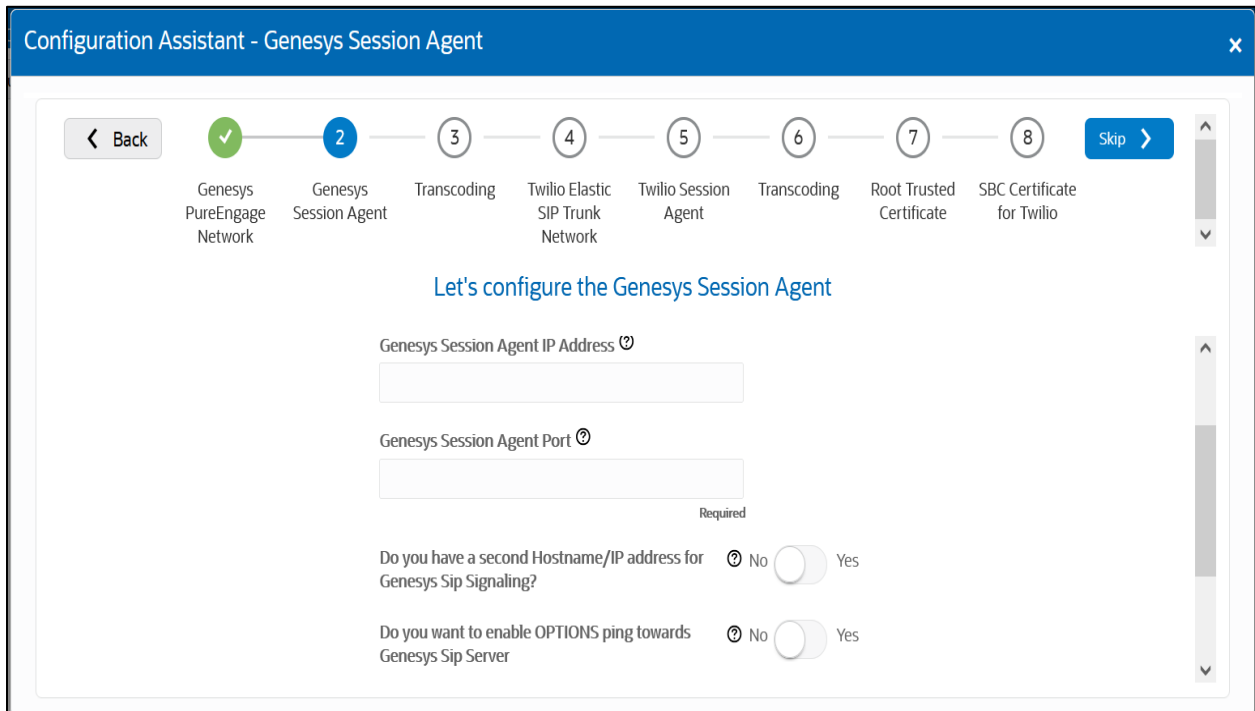 Configuration Assistant - Genesys Session Agent
×
Back
2
3
4
5
6
7
8
Skip
Genesys
PureEngage
Network
Genesys
Session Agent
Transcoding
Twilio Elastic
SIP Trunk
Network
Twilio Session
Agent
Transcoding
Root Trusted
Certificate
SBC Certificate
for Twilio
Let's configure the Genesys Session Agent
Genesys Session Agent IP Address ?
Genesys Session Agent Port ?
Required
Do you have a second Hostname/IP address for
Genesys Sip Signaling?
? No Yes
Do you want to enable OPTIONS ping towards
Genesys Sip Server
? No Yes